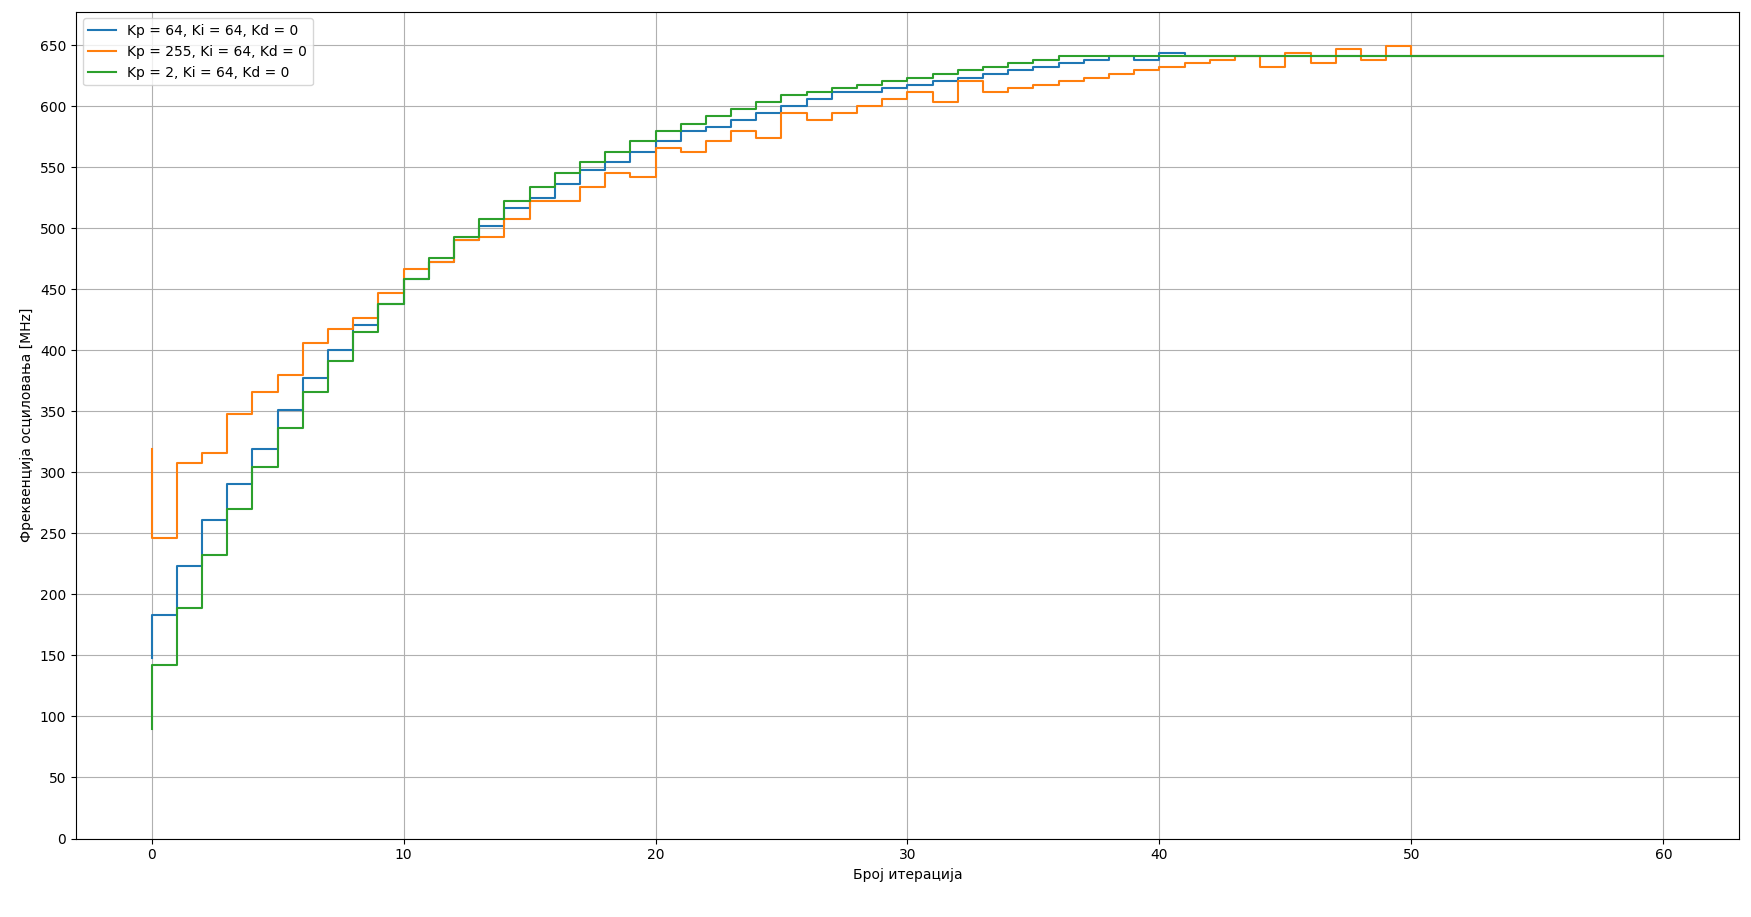 Kp = 64, Ki = 64, Kd = 0
Kp = 255, Ki = 64, Kd = 0
Kp = 2, Ki = 64, Kd = 0
650
600
550
500
450
400
350
300
250
200
150
100
50
0
Фреквенција осциловања [MHz]
0 10 20 30 40 50 60
Број итерација